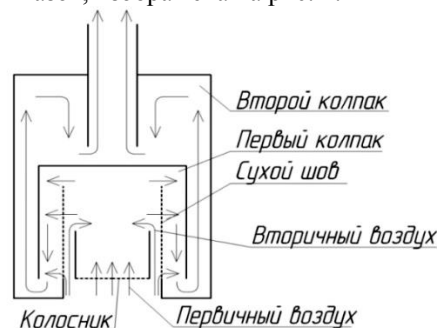 Второй колпак
Первый колпак
Сухой шов
Вторичный воздух
Колосник
Первичный воздух